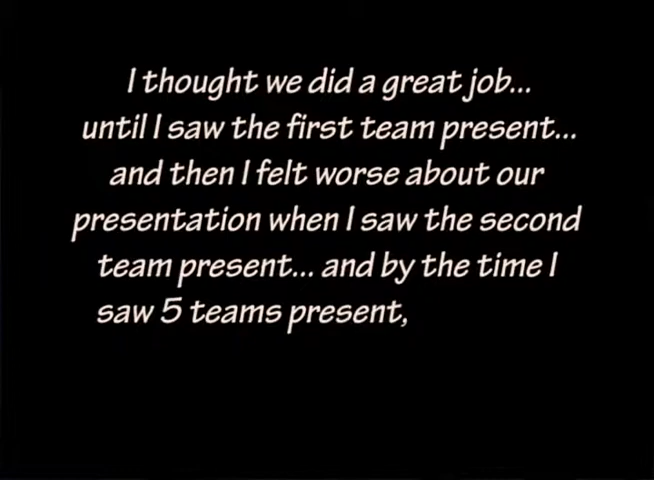 I thought we did a great job...
until I saw the first team present...
and then I felt worse about our
presentation when I saw the second
team present... and by the time I
saw 5 teams present,